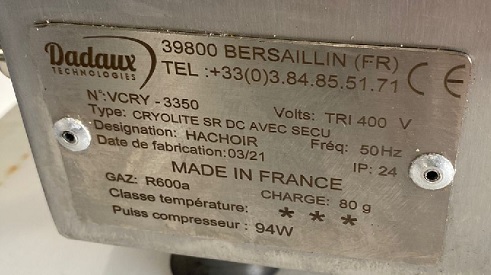 Dadaux
TECHNOLOGIES
39800 BERSAILLIN (FR)
TEL :+33(0)3.84.85.51.71
CE
N°:VCRY - 3350
Volts: TRI 400 V
Type: CRYOLITE SR DC AVEC SECU
Designation: HACHOIR
Fréq: 50Hz
Date de fabrication:03/21
IP: 24
MADE IN FRANCE
GAZ: R600a
CHARGE: 80 g
Classe température: * * *
Puiss compresseur : 94W